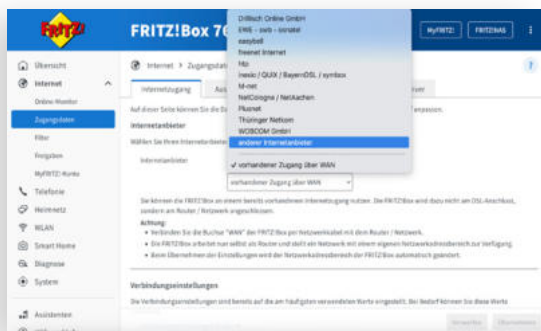 FRITZ!
FRITZ!Box
MyFRITZ!
FRITZ!NAS
Drillisch Online GmbH
EWE - swb - osnatel
easybell
freenet Internet
htp
inexio / QUiX / BayernDSL / symbox
M-net
NetCologne / NetAachen
Plusnet
Thüringer Netkom
WOBCOM GmbH
anderer Internetanbieter
✓ vorhandener Zugang über WAN
Übersicht
Internet
Online-Monitor
Zugangsdaten
Filter
Freigaben
MyFRITZ!-Konto
Telefonie
Heimnetz
WLAN
Smart Home
Diagnose
System
Assistenten
Internet > Zugangsdaten
Internetzugang
Auf dieser Seite können Sie die
anpassen.
Internetanbieter
Wählen Sie Ihren Internetanbieter
Internetanbieter
vorhandener Zugang über WAN
Sie können die FRITZ!Box an einem bereits vorhandenen Internetzugang nutzen. Die FRITZ!Box wird dazu nicht am DSL-Anschluss,
sondern am Router / Netzwerk angeschlossen.
Achtung:
• Verbinden Sie die Buchse "WAN" der FRITZ!Box per Netzwerkkabel mit dem Router / Netzwerk.
• Die FRITZ!Box arbeitet nun selbst als Router und stellt ein Netzwerk mit einem eigenen Netzwerkadressbereich zur Verfügung.
• Beim Übernehmen der Einstellungen wird der Netzwerkadressbereich der FRITZ!Box automatisch geändert.
Verbindungseinstellungen
Die Verbindungseinstellungen sind bereits auf die am häufigsten verwendeten Werte eingestellt. Bei Bedarf können Sie diese Werte
Verwerfen
Übernehmen